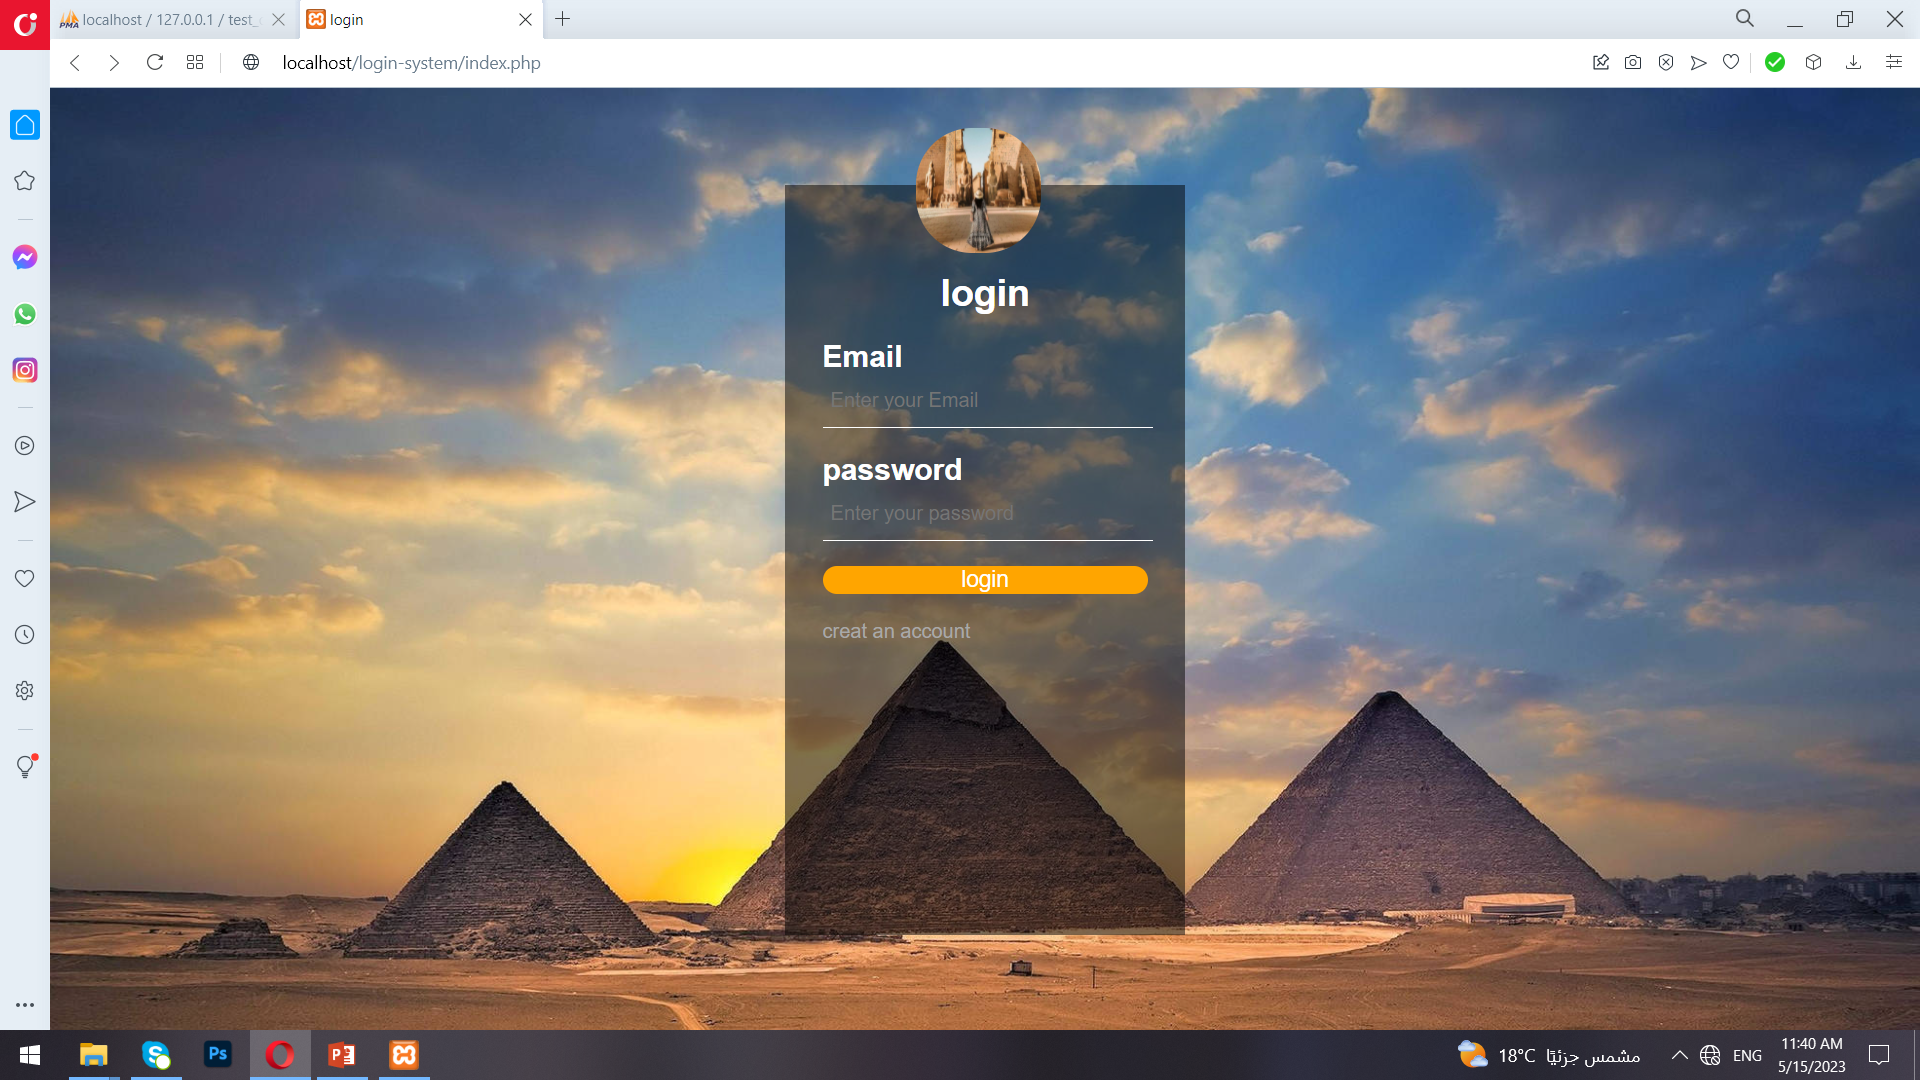 localhost / 127.0.0.1 / test_
login
localhost/login-system/index.php
login
Email
Enter your Email
password
Enter your password
login
creat an account
Ps
18°C مشمس جزئيًا
ENG
11:40 AM
5/15/2023